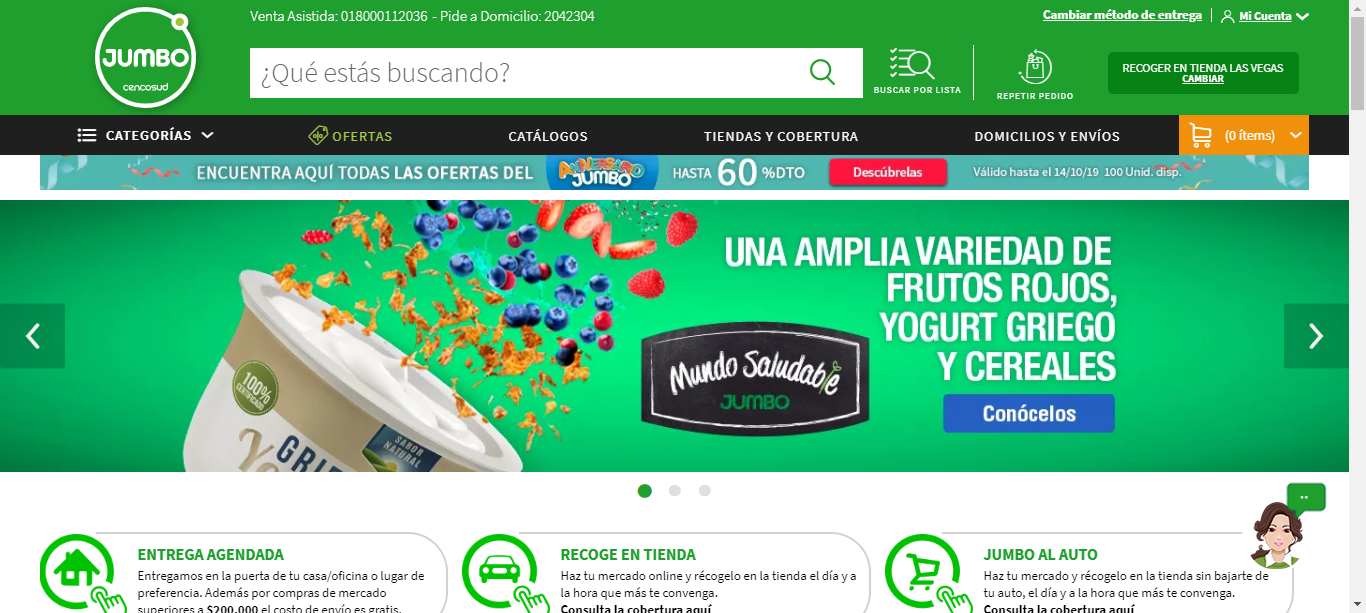 Venta Asistida: 018000112036 - Pide a Domicilio: 2042304
Cambiar método de entrega
Mi Cuenta
JUMBO
cencosud
¿Qué estás buscando?
BUSCAR POR LISTA
REPETIR PEDIDO
RECOGER EN TIENDA LAS VEGAS
CAMBIAR
CATEGORÍAS
OFERTAS
CATÁLOGOS
TIENDAS Y COBERTURA
DOMICILIOS Y ENVÍOS
(0 ítems)
ENCUENTRA AQUÍ TODAS LAS OFERTAS DEL
ANIVERSARIO
JUMBO
HASTA 60 %DTO
Descúbrelas
Válido hasta el 14/10/19 100 Unid. disp.
UNA AMPLIA VARIEDAD DE
FRUTOS ROJOS,
YOGURT GRIEGO
Y CEREALES
Mundo Saludable
JUMBO
Conócelos
100%
CERTIFICADO
SABOR
NATURAL
ENTREGA AGENDADA
Entregamos en la puerta de tu casa/oficina o lugar de
preferencia. Además por compras de mercado
superiores a $200.000 el costo de envío es gratis.
RECOGE EN TIENDA
Haz tu mercado online y récogelo en la tienda el día y a
la hora que más te convenga.
Consulta la cobertura aquí
JUMBO AL AUTO
Haz tu mercado y récogelo en la tienda sin bajarte de
tu auto, el día y a la hora que más te convenga.
Consulta la cobertura aquí